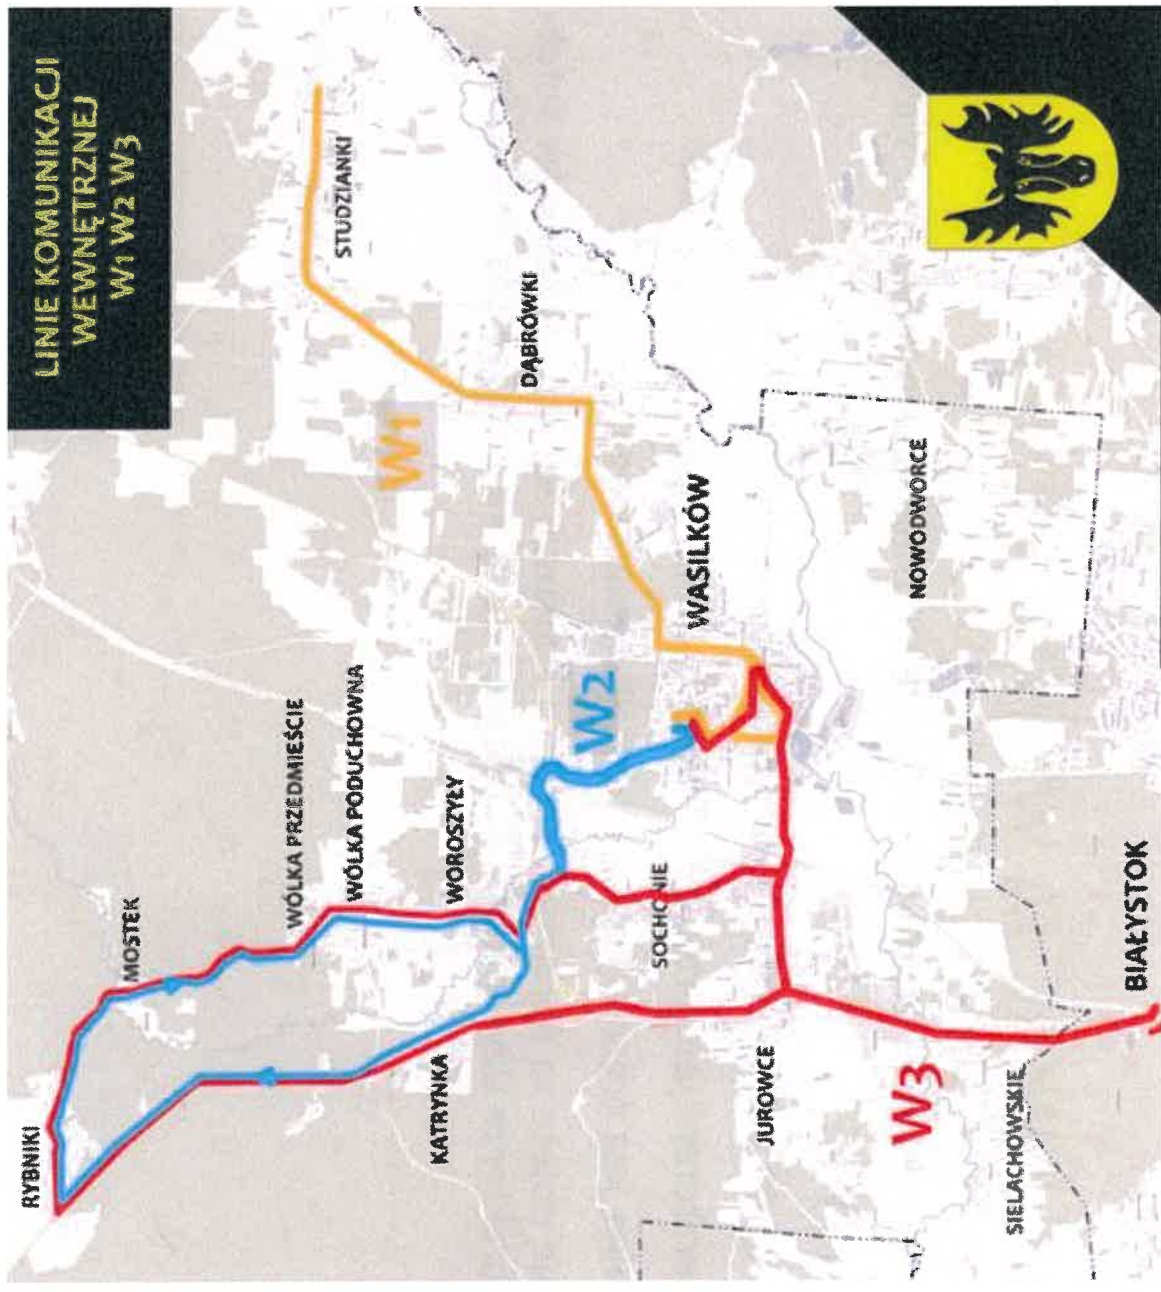 LINIE KOMUNIKACJI
WEWNĘTRZNEJ
W1 W2 W3
RYBNIKI
MOSTEK
WÓLKA PRZEDMIEŚCIE
WÓLKA PODUCHOWNA
WOROSZYŁY
KATRYNKA
STUDZIANKI
DĄBRÓWKI
W1
W2
WASILKÓW
SOCHONIE
JUROWCE
W3
NOWODWORCE
SIELACHOWSKIE
BIAŁYSTOK